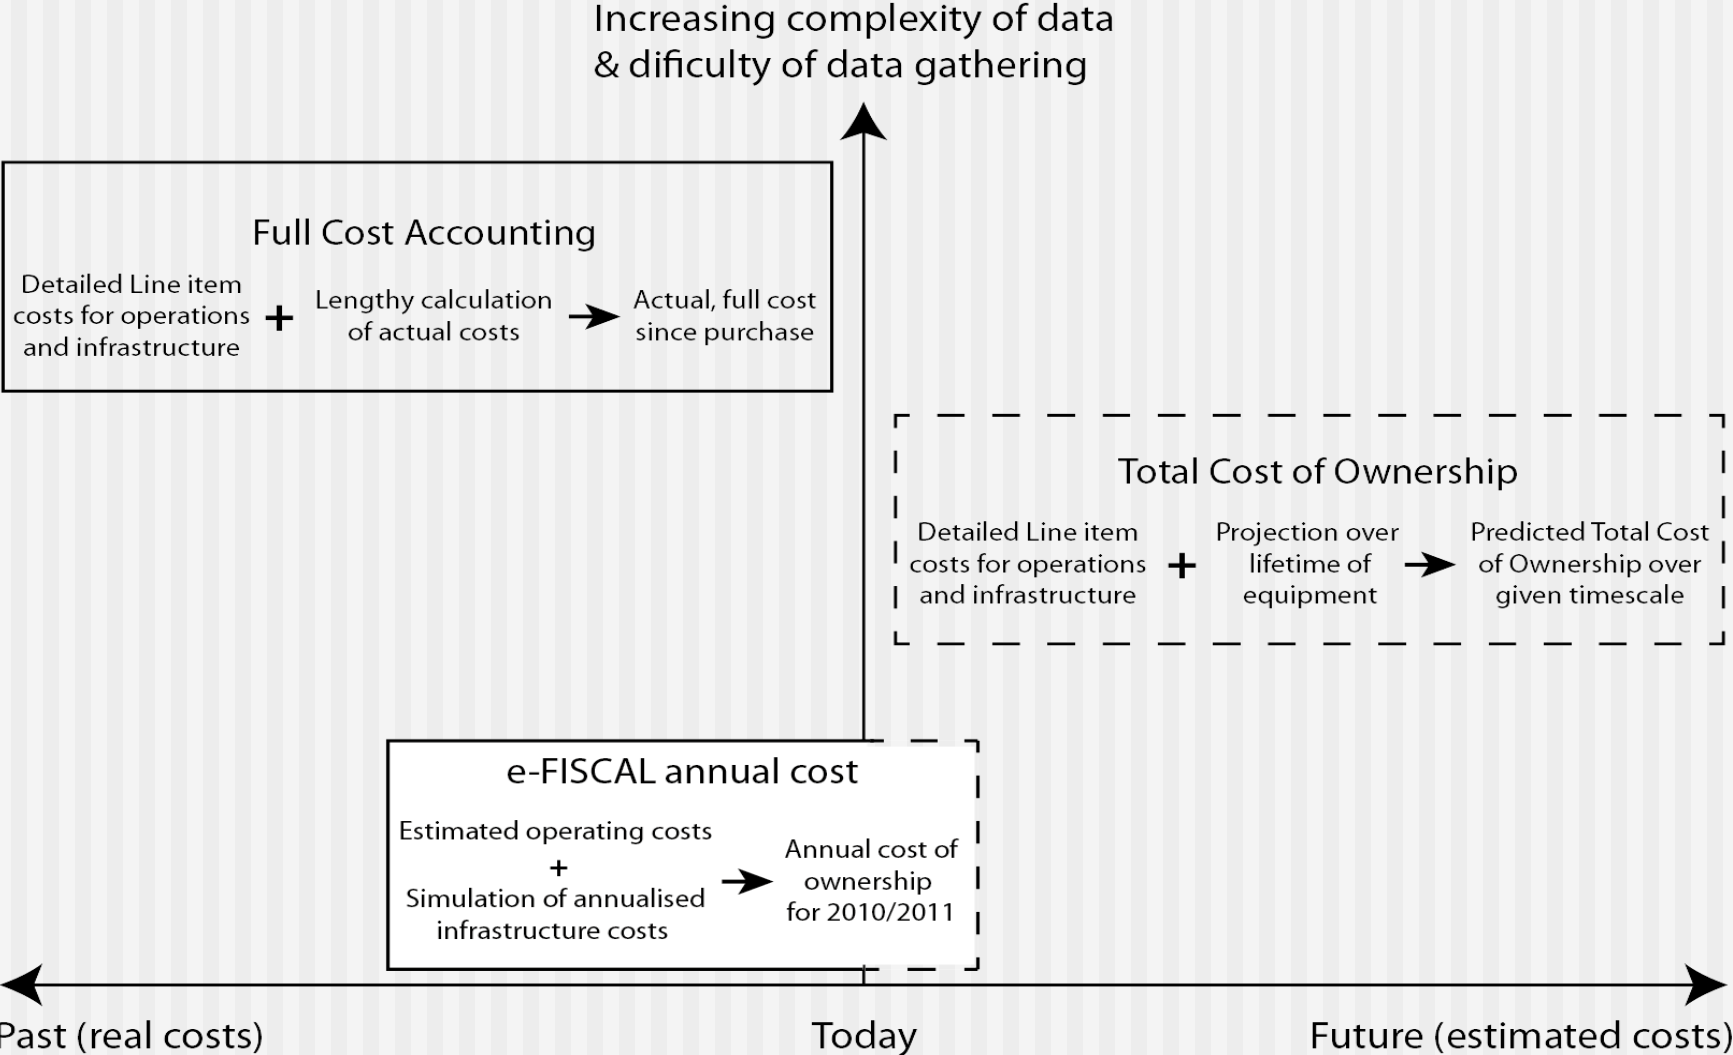 Increasing complexity of data
& dificulty of data gathering
Full Cost Accounting
Detailed Line item
costs for operations
and infrastructure
+
Lengthy calculation
of actual costs
Actual, full cost
since purchase
Total Cost of Ownership
Detailed Line item
costs for operations
and infrastructure
+
Projection over
lifetime of
equipment
Predicted Total Cost
of Ownership over
given timescale
e-FISCAL annual cost
Estimated operating costs
+
Simulation of annualised
infrastructure costs
Annual cost of
ownership
for 2010/2011
Past (real costs)
Today
Future (estimated costs)